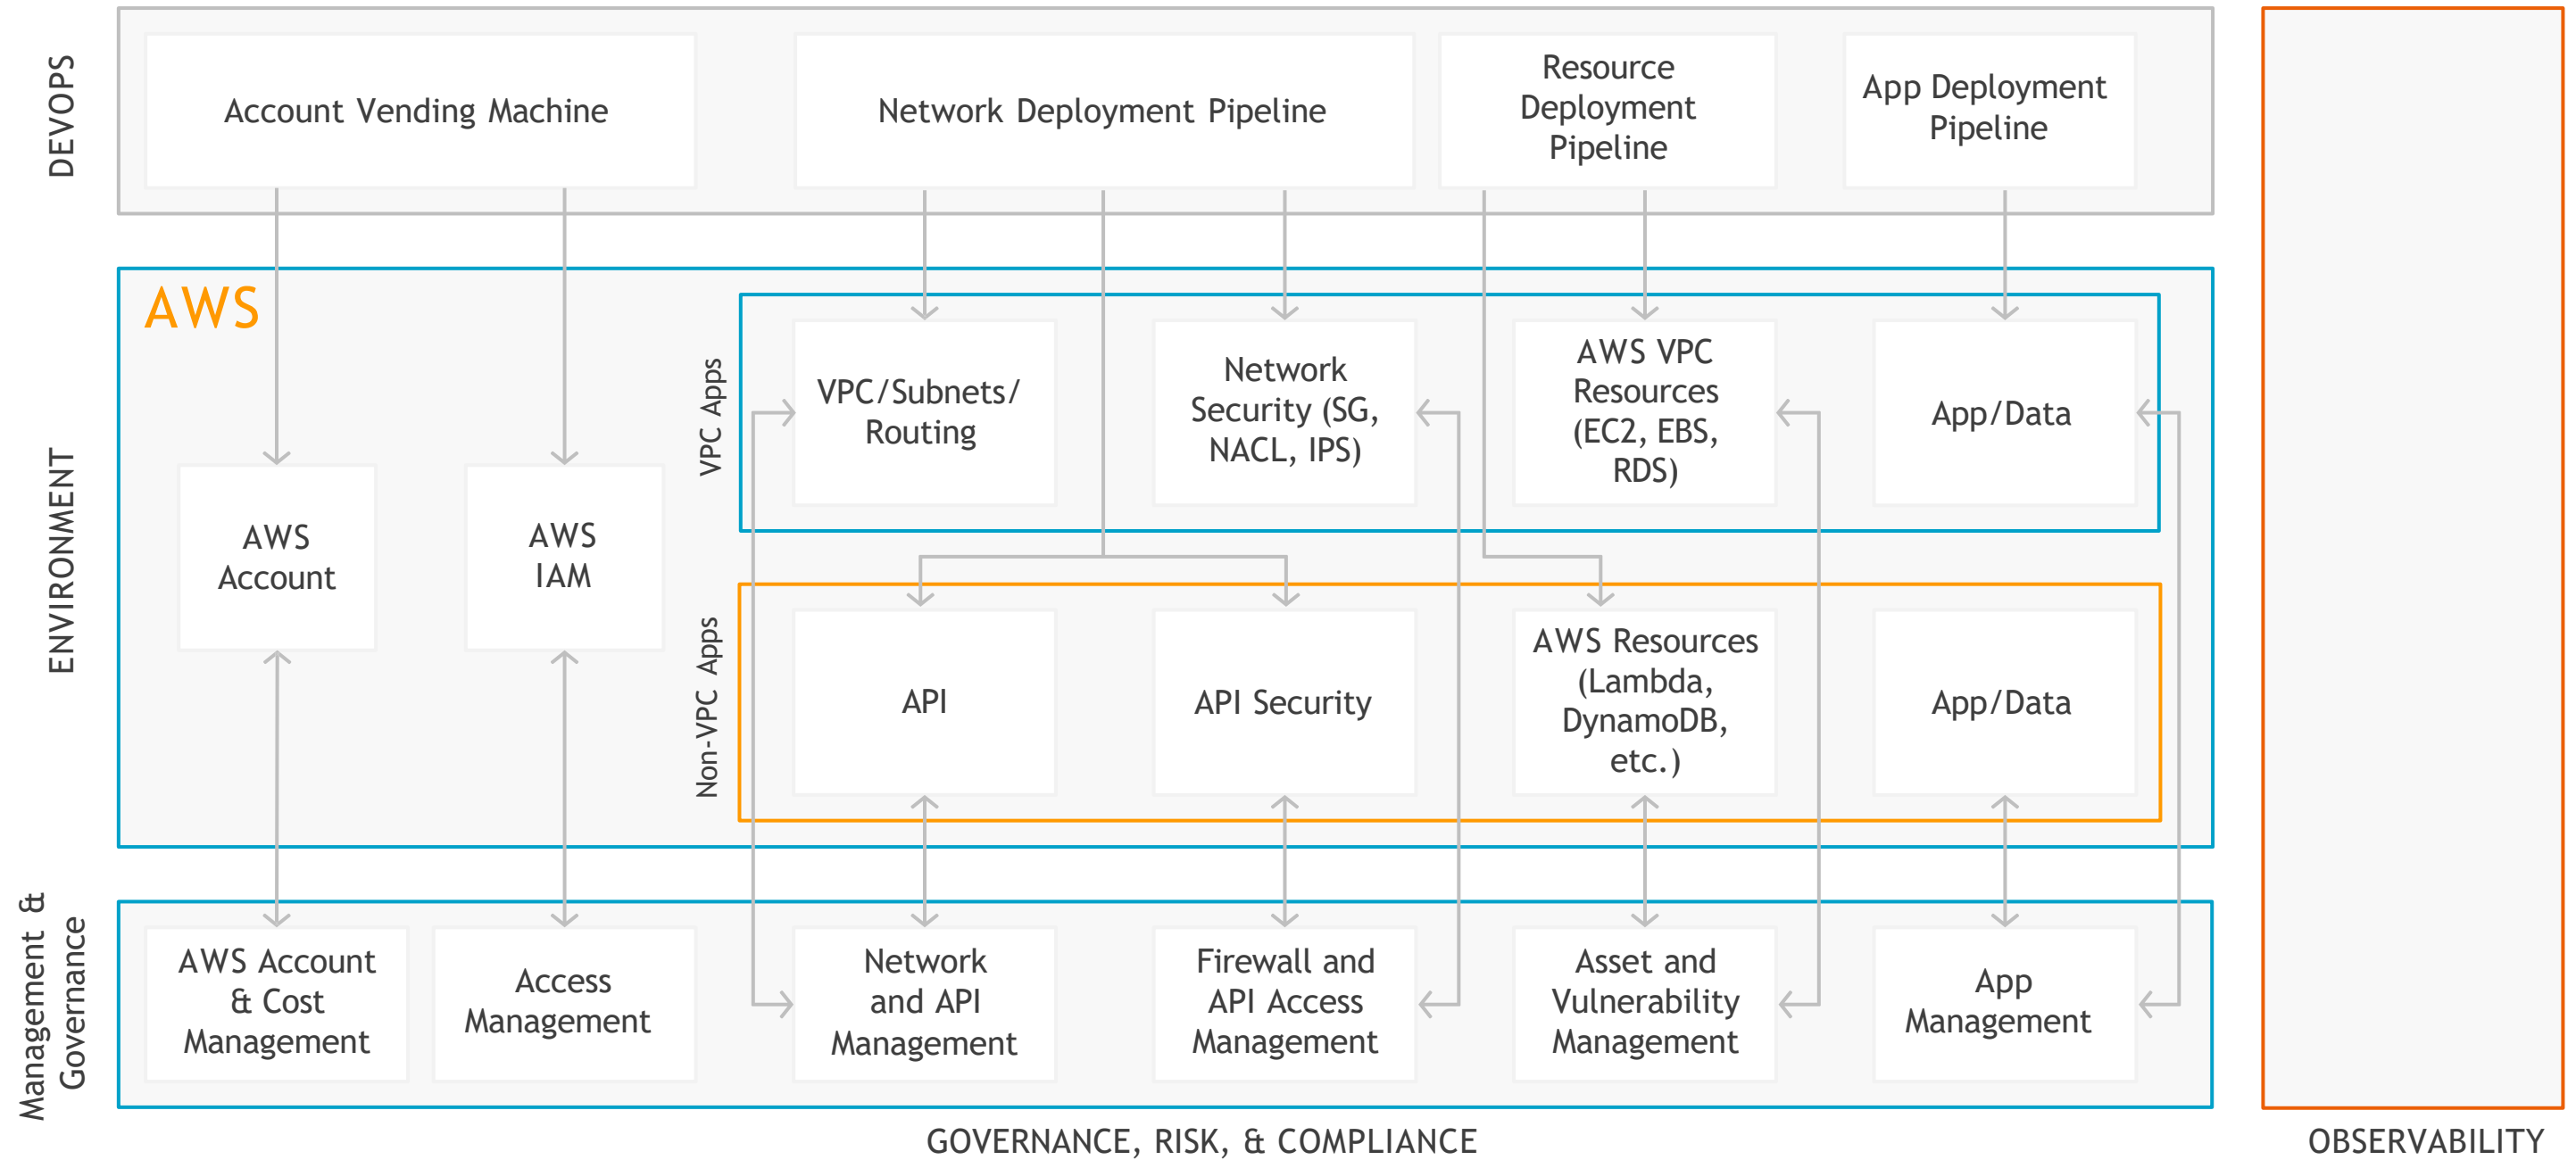 DEVOPS
Account Vending Machine
Network Deployment Pipeline
Resource
Deployment
Pipeline
App Deployment
Pipeline
ENVIRONMENT
AWS
AWS
Account
AWS
IAM
VPC Apps
VPC/Subnets/
Routing
Network
Security (SG,
NACL, IPS)
AWS VPC
Resources
(EC2, EBS,
RDS)
App/Data
Non-VPC Apps
API
API Security
AWS Resources
(Lambda,
DynamoDB,
etc.)
App/Data
Management &
Governance
AWS Account
& Cost
Management
Access
Management
Network
and API
Management
Firewall and
API Access
Management
Asset and
Vulnerability
Management
App
Management
GOVERNANCE, RISK, & COMPLIANCE
OBSERVABILITY